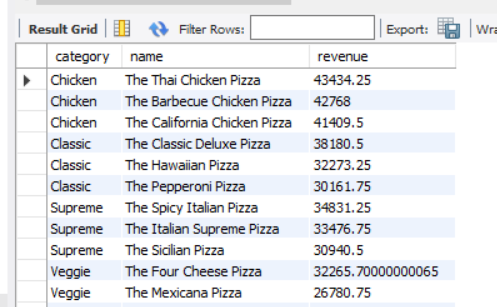 Result Grid Filter Rows: Export: Wra
category name revenue
Chicken The Thai Chicken Pizza 43434.25
Chicken The Barbecue Chicken Pizza 42768
Chicken The California Chicken Pizza 41409.5
Classic The Classic Deluxe Pizza 38180.5
Classic The Hawaiian Pizza 32273.25
Classic The Pepperoni Pizza 30161.75
Supreme The Spicy Italian Pizza 34831.25
Supreme The Italian Supreme Pizza 33476.75
Supreme The Sicilian Pizza 30940.5
Veggie The Four Cheese Pizza 32265.70000000065
Veggie The Mexicana Pizza 26780.75